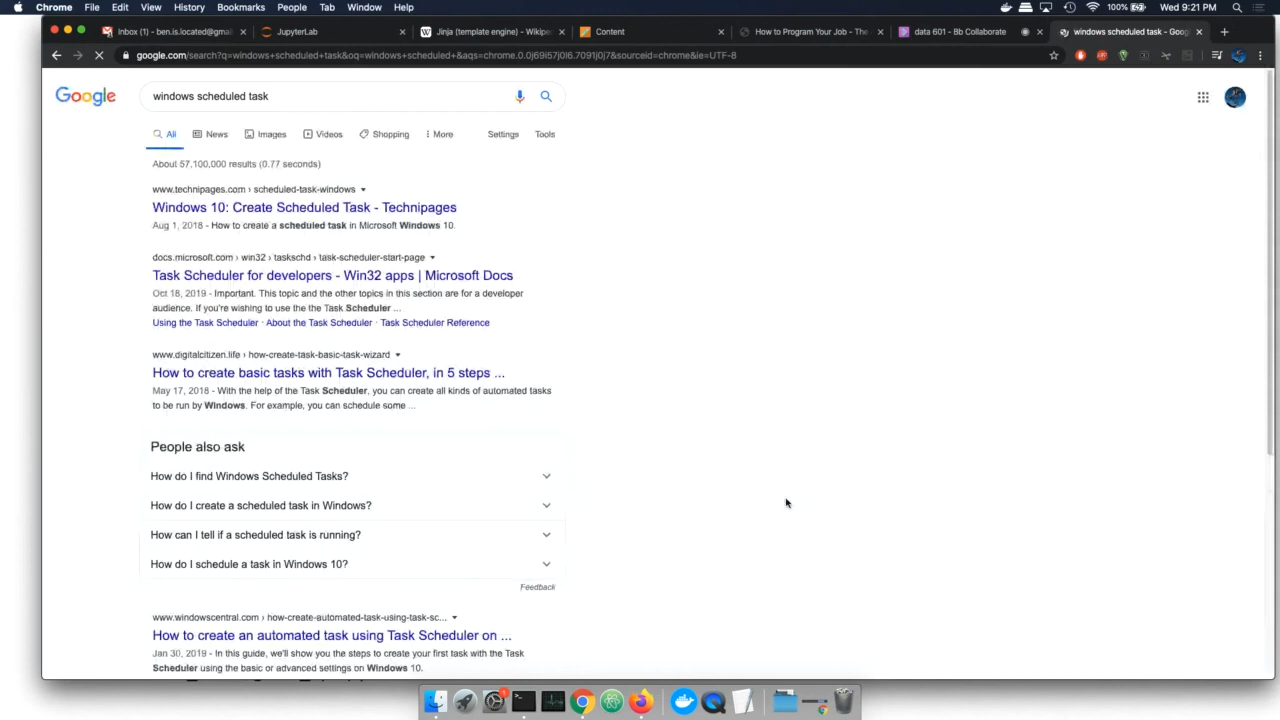 Chrome File Edit View History Bookmarks People Tab Window Help 100% Wed 9:21 PM
Inbox (1) - ben.is.located@gmai JupyterLab Jinja (template engine) - Wikipe Content How to Program Your Job - The data 601 - Bb Collaborate windows scheduled task - Goog
google.com/search?q=windows+scheduled+task&oq=windows+scheduled+&aqs=chrome.0.0j69i57j0l6.7091j0j7&sourceid=chrome&ie=UTF-8
Google windows scheduled task
All News Images Videos Shopping More Settings Tools
About 57,100,000 results (0.77 seconds)
www.technipages.com › scheduled-task-windows
Windows 10: Create Scheduled Task - Technipages
Aug 1, 2018 - How to create a scheduled task in Microsoft Windows 10.
docs.microsoft.com › win32 › taskschd › task-scheduler-start-page
Task Scheduler for developers - Win32 apps | Microsoft Docs
Oct 18, 2019 - Important. This topic and the other topics in this section are for a developer
audience. If you're wishing to use the the Task Scheduler ...
Using the Task Scheduler · About the Task Scheduler · Task Scheduler Reference
www.digitalcitizen.life › how-create-task-basic-task-wizard
How to create basic tasks with Task Scheduler, in 5 steps ...
May 17, 2018 - With the help of the Task Scheduler, you can create all kinds of automated tasks
to be run by Windows. For example, you can schedule some ...
People also ask
How do I find Windows Scheduled Tasks?
How do I create a scheduled task in Windows?
How can I tell if a scheduled task is running?
How do I schedule a task in Windows 10?
Feedback
www.windowscentral.com › how-create-automated-task-using-task-sc...
How to create an automated task using Task Scheduler on ...
Jan 30, 2019 - In this guide, we'll show you the steps to create your first task with the Task
Scheduler using the basic or advanced settings on Windows 10.